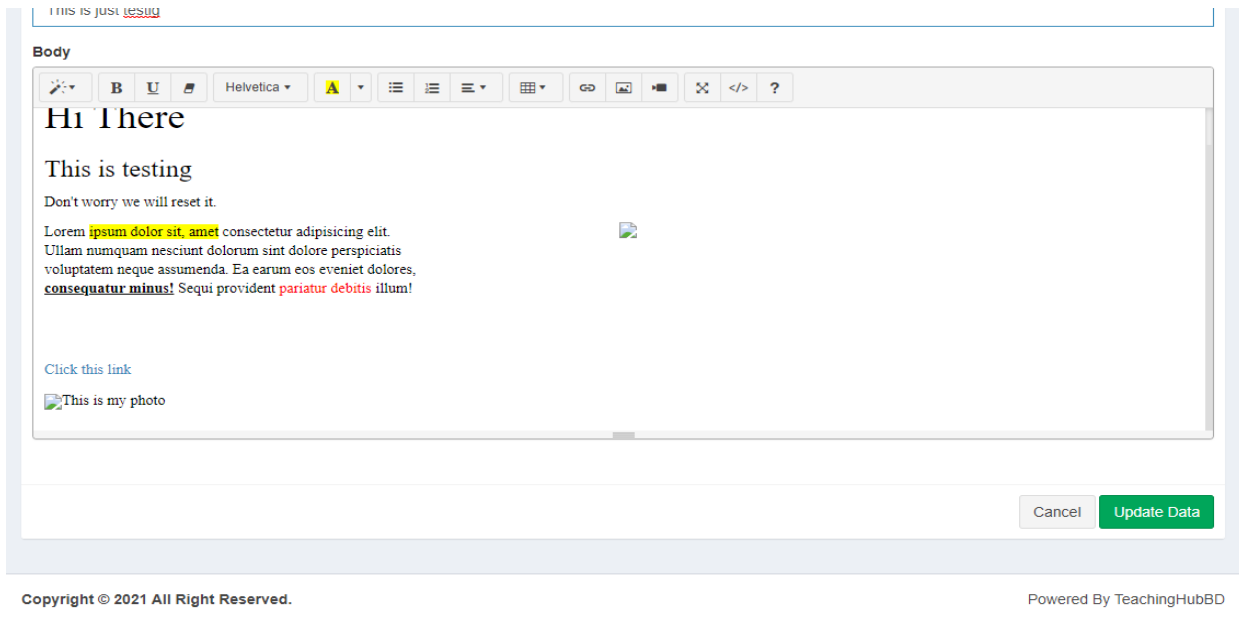 This is just testig
Body
B U Helvetica A </> ?
Hi There
This is testing
Don't worry we will reset it.
Lorem ipsum dolor sit, amet consectetur adipisicing elit.
Ullam numquam nesciunt dolorum sint dolore perspiciatis
voluptatem neque assumenda. Ea earum eos eveniet dolores,
consequatur minus! Sequi provident pariatur debitis illum!
Click this link
This is my photo
Cancel Update Data
Copyright © 2021 All Right Reserved. Powered By TeachingHubBD